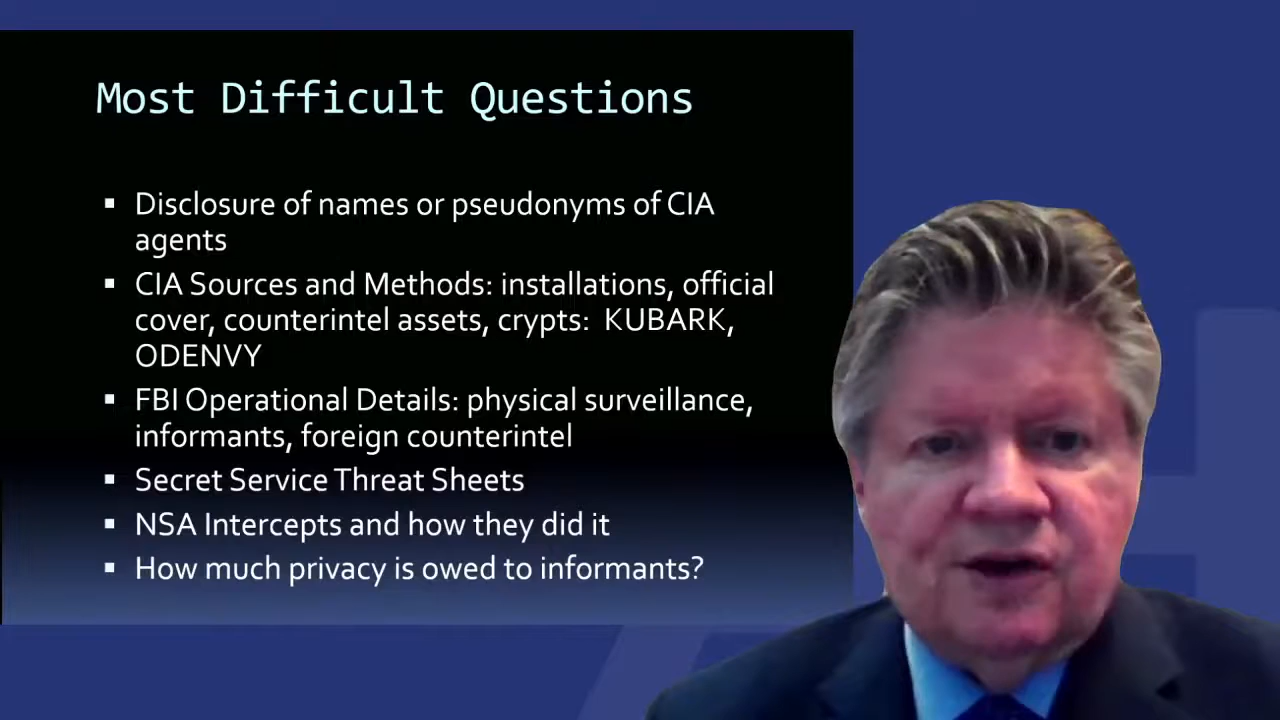 Most Difficult Questions
▪ Disclosure of names or pseudonyms of CIA
agents
▪ CIA Sources and Methods: installations, official
cover, counterintel assets, crypts: KUBARK,
ODENVY
▪ FBI Operational Details: physical surveillance,
informants, foreign counterintel
▪ Secret Service Threat Sheets
▪ NSA Intercepts and how they did it
▪ How much privacy is owed to informants?